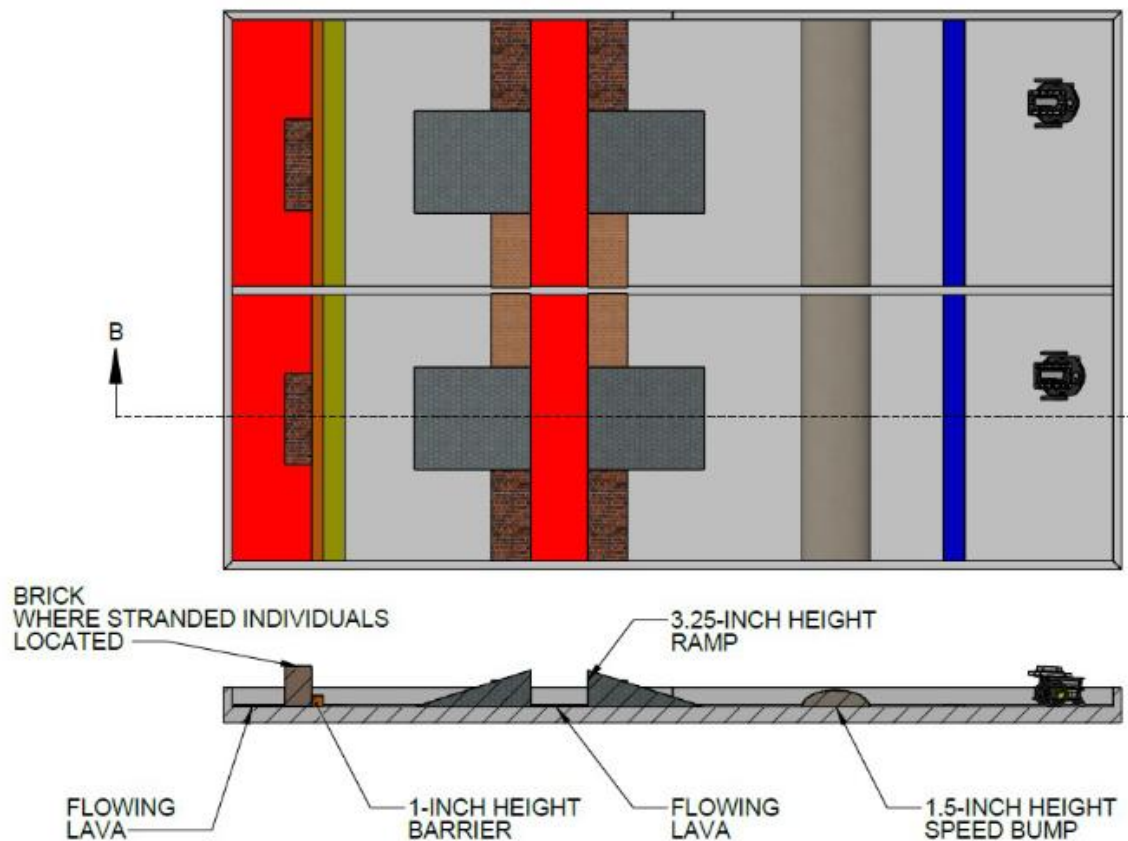 B
BRICK
WHERE STRANDED INDIVIDUALS
LOCATED
3.25-INCH HEIGHT
RAMP
FLOWING
LAVA
1-INCH HEIGHT
BARRIER
FLOWING
LAVA
1.5-INCH HEIGHT
SPEED BUMP